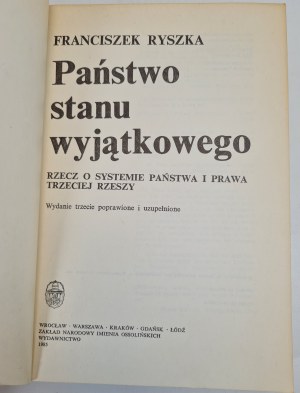 FRANCISZEK RYSZKA
Państwo
stanu
wyjątkowego
RZECZ O SYSTEMIE PAŃSTWA I PRAWA
TRZECIEJ RZESZY
Wydanie trzecie poprawione i uzupełnione
WROCŁAW · WARSZAWA · KRAKÓW · GDAŃSK · ŁÓDŹ
ZAKŁAD NARODOWY IMIENIA OSSOLIŃSKICH
WYDAWNICTWO
1985